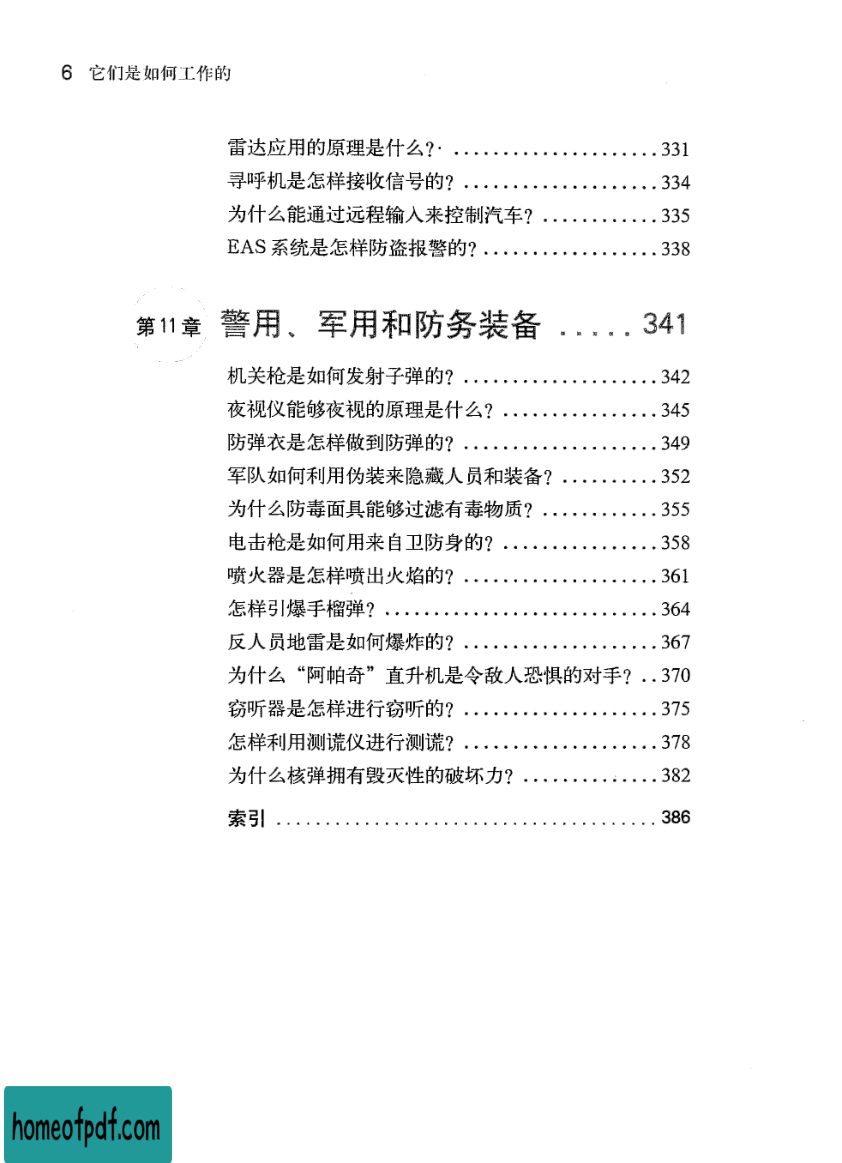 6 它们是如何工作的
雷达应用的原理是什么?· .....................331
寻呼机是怎样接收信号的? ....................334
为什么能通过远程输入来控制汽车? ............335
EAS 系统是怎样防盗报警的? ..................338
第11章 警用、军用和防务装备 ..... 341
机关枪是如何发射子弹的? ....................342
夜视仪能够夜视的原理是什么? ................345
防弹衣是怎样做到防弹的? ....................349
军队如何利用伪装来隐藏人员和装备? ..........352
为什么防毒面具能够过滤有毒物质? ............355
电击枪是如何用来自卫防身的? ................358
喷火器是怎样喷出火焰的? ....................361
怎样引爆手榴弹? ............................364
反人员地雷是如何爆炸的? ....................367
为什么“阿帕奇”直升机是令敌人恐惧的对手? ..370
窃听器是怎样进行窃听的? ....................375
怎样利用测谎仪进行测谎? ....................378
为什么核弹拥有毁灭性的破坏力? ..............382
索引 ....................................... 386
homeofpdf.com